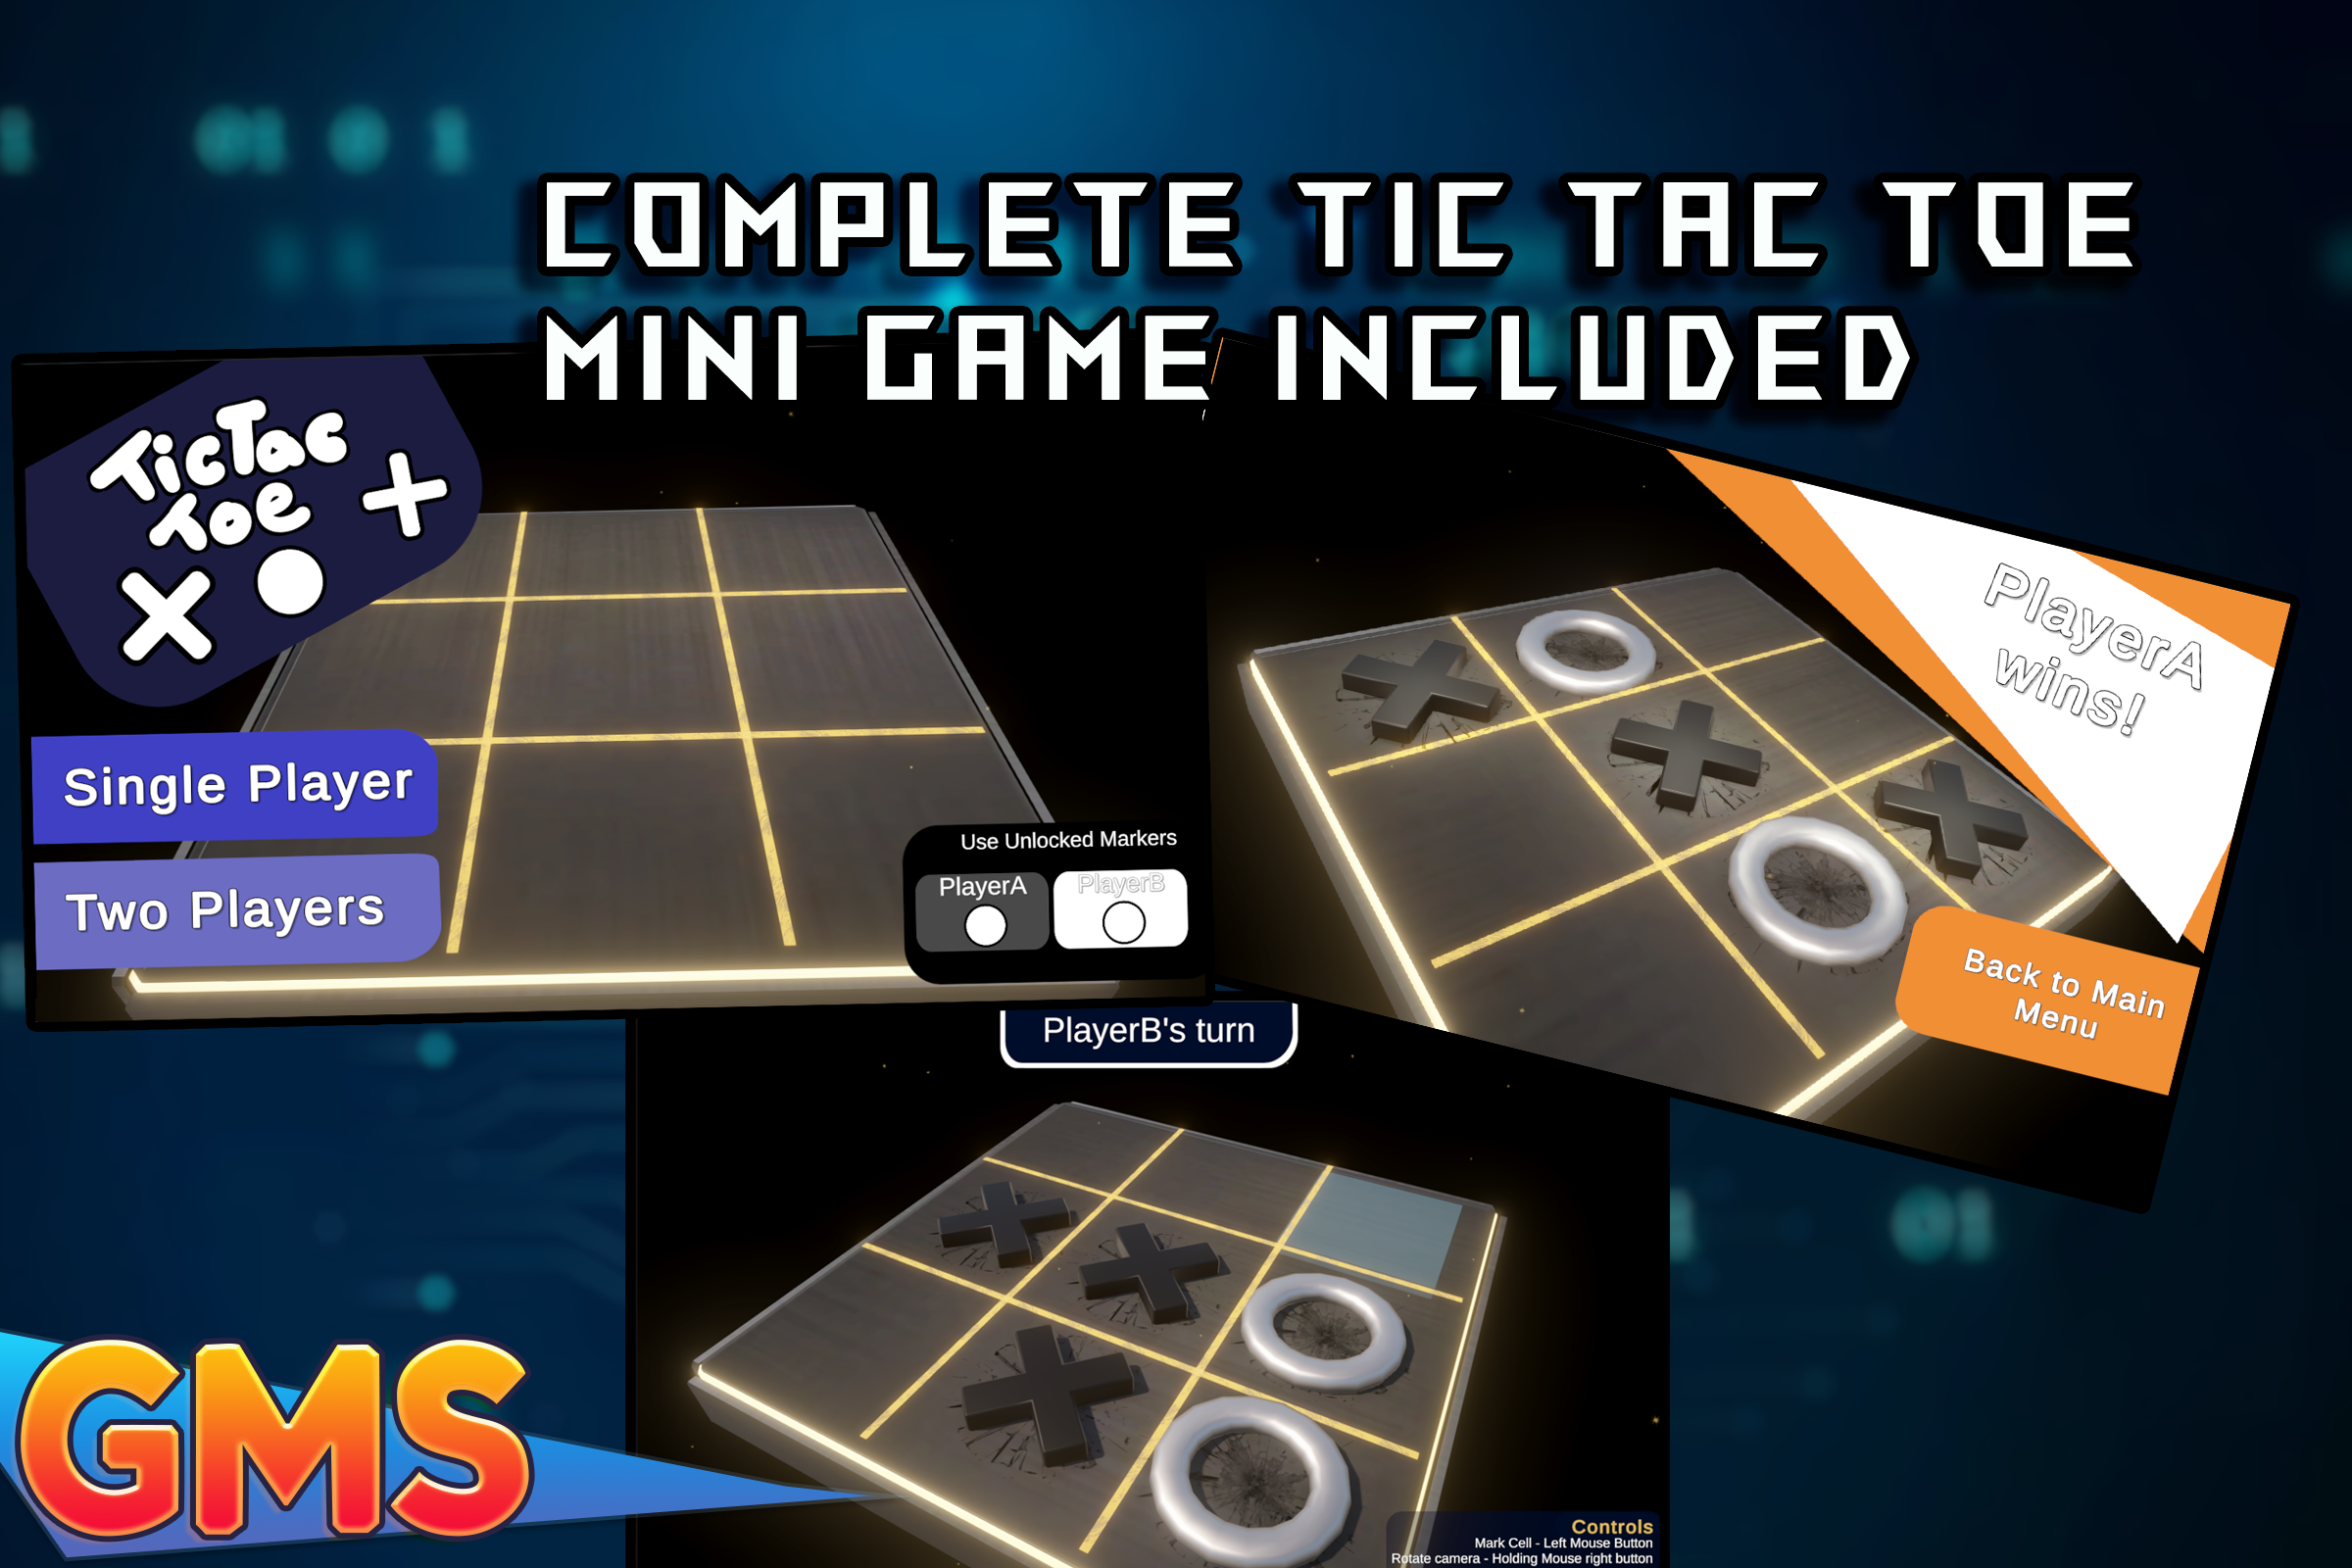 COMPLETE TIC TAC TOE
MINI GAME INCLUDED
TicTac
Toe
Single Player
Two Players
Use Unlocked Markers
PlayerA
PlayerB
PlayerA
wins!
Back to Main
Menu
PlayerB's turn
Controls
Mark Cell - Left Mouse Button
Rotate camera - Holding Mouse right button
GMS